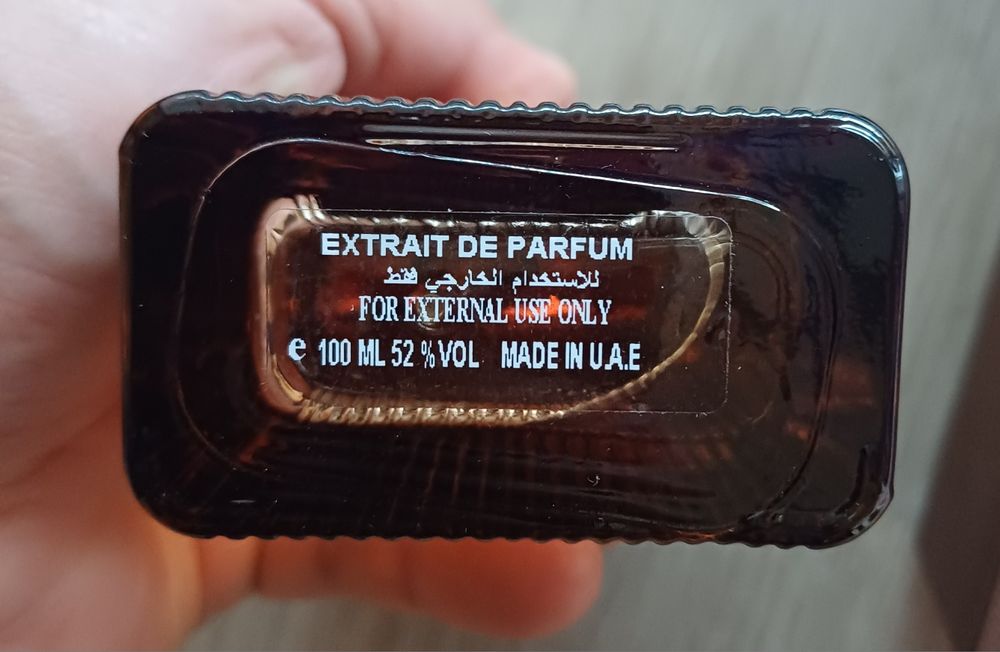 EXTRAIT DE PARFUM
للاستخدام الخارجي فقط
FOR EXTERNAL USE ONLY
e 100 ML 52 % VOL MADE IN U.A.E